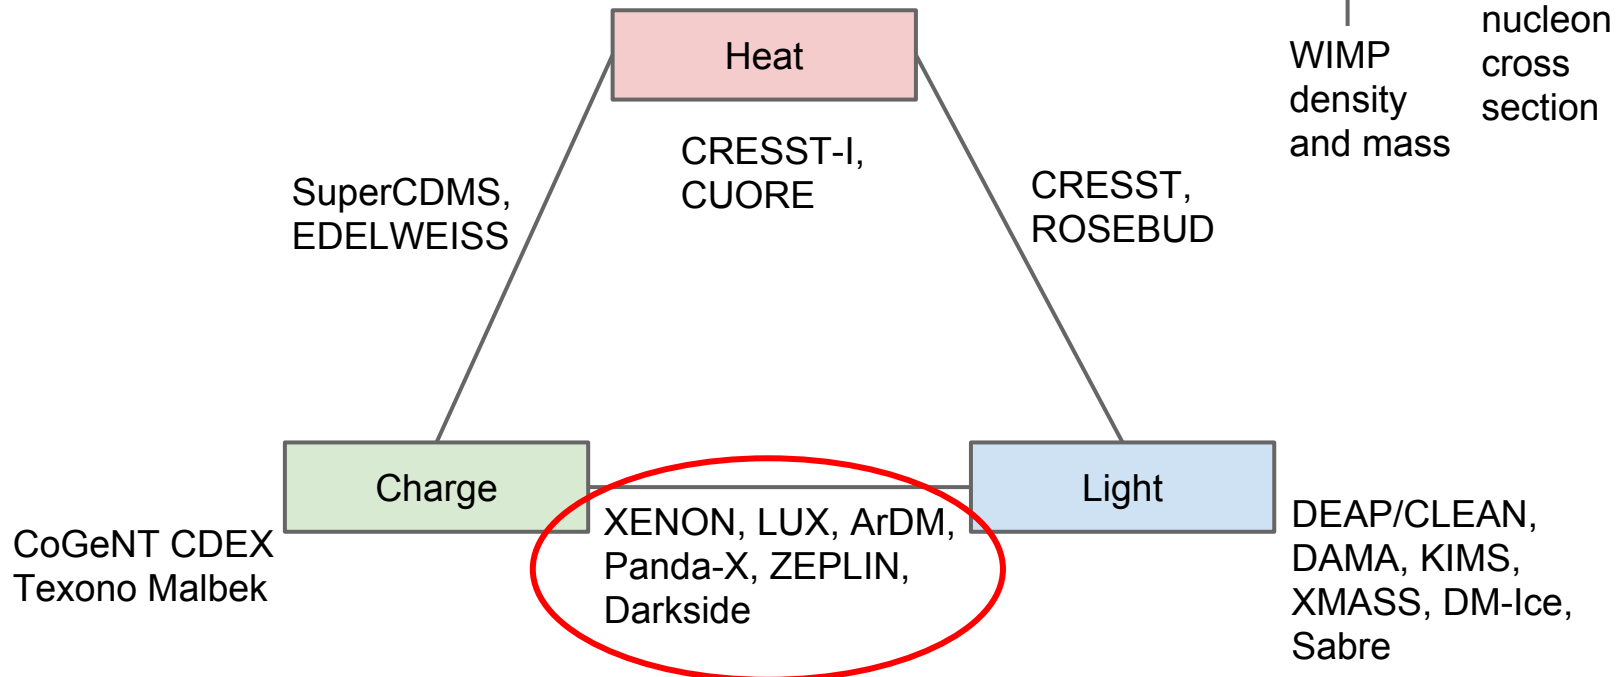 nucleon
cross
section
WIMP
density
and mass
Heat
CRESST-I,
CUORE
SuperCDMS,
EDELWEISS
CRESST,
ROSEBUD
Charge
Light
CoGeNT CDEX
Texono Malbek
XENON, LUX, ArDM,
Panda-X, ZEPLIN,
Darkside
DEAP/CLEAN,
DAMA, KIMS,
XMASS, DM-Ice,
Sabre